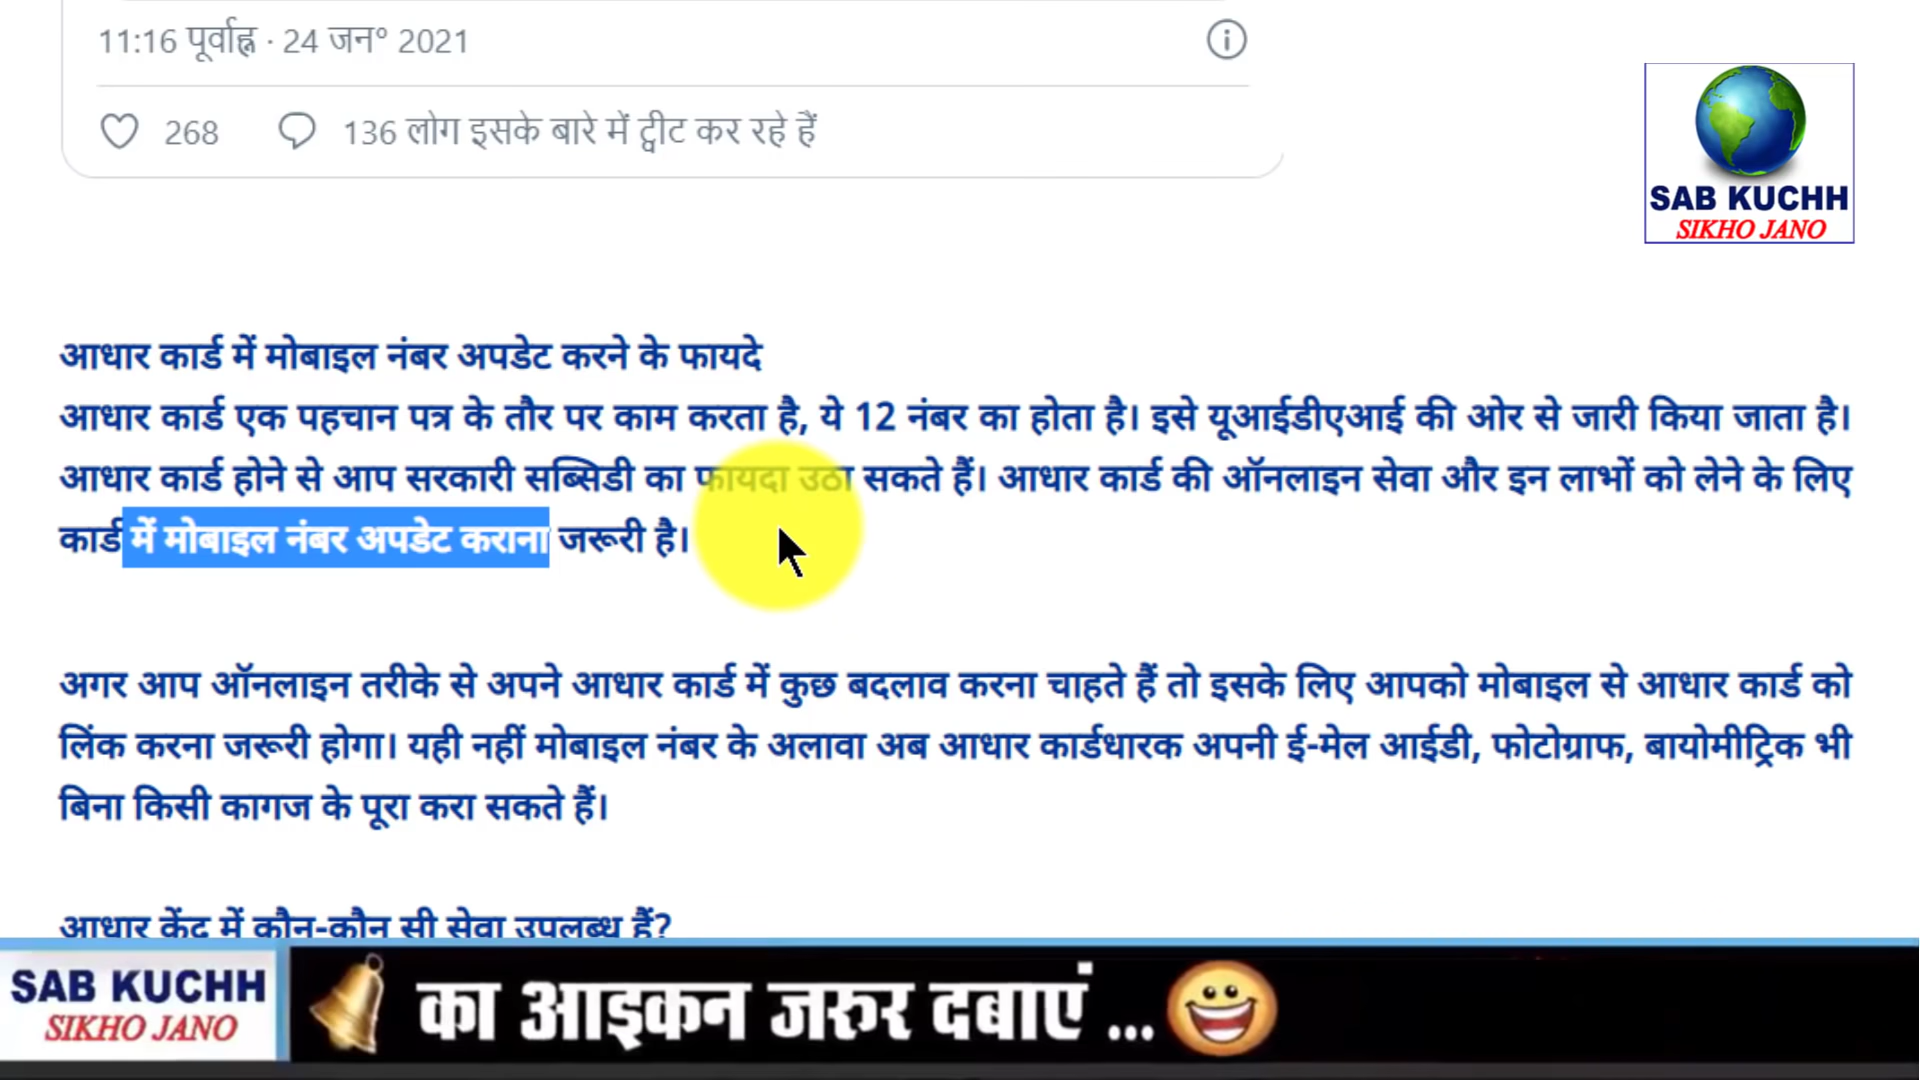 11:16 पूर्वाह्न · 24 जन॰ 2021
268 136 लोग इसके बारे में ट्वीट कर रहे हैं
SAB KUCHH
SIKHO JANO
आधार कार्ड में मोबाइल नंबर अपडेट करने के फायदे
आधार कार्ड एक पहचान पत्र के तौर पर काम करता है, ये 12 नंबर का होता है। इसे यूआईडीएआई की ओर से जारी किया जाता है।
आधार कार्ड होने से आप सरकारी सब्सिडी का फायदा उठा सकते हैं। आधार कार्ड की ऑनलाइन सेवा और इन लाभों को लेने के लिए
कार्ड में मोबाइल नंबर अपडेट कराना जरूरी है।
अगर आप ऑनलाइन तरीके से अपने आधार कार्ड में कुछ बदलाव करना चाहते हैं तो इसके लिए आपको मोबाइल से आधार कार्ड को
लिंक करना जरूरी होगा। यही नहीं मोबाइल नंबर के अलावा अब आधार कार्डधारक अपनी ई-मेल आईडी, फोटोग्राफ, बायोमीट्रिक भी
बिना किसी कागज के पूरा करा सकते हैं।
आधार केंद्र में कौन-कौन सी सेवा उपलब्ध हैं?
SAB KUCHH
SIKHO JANO
का आइकन जरुर दबाएं ...